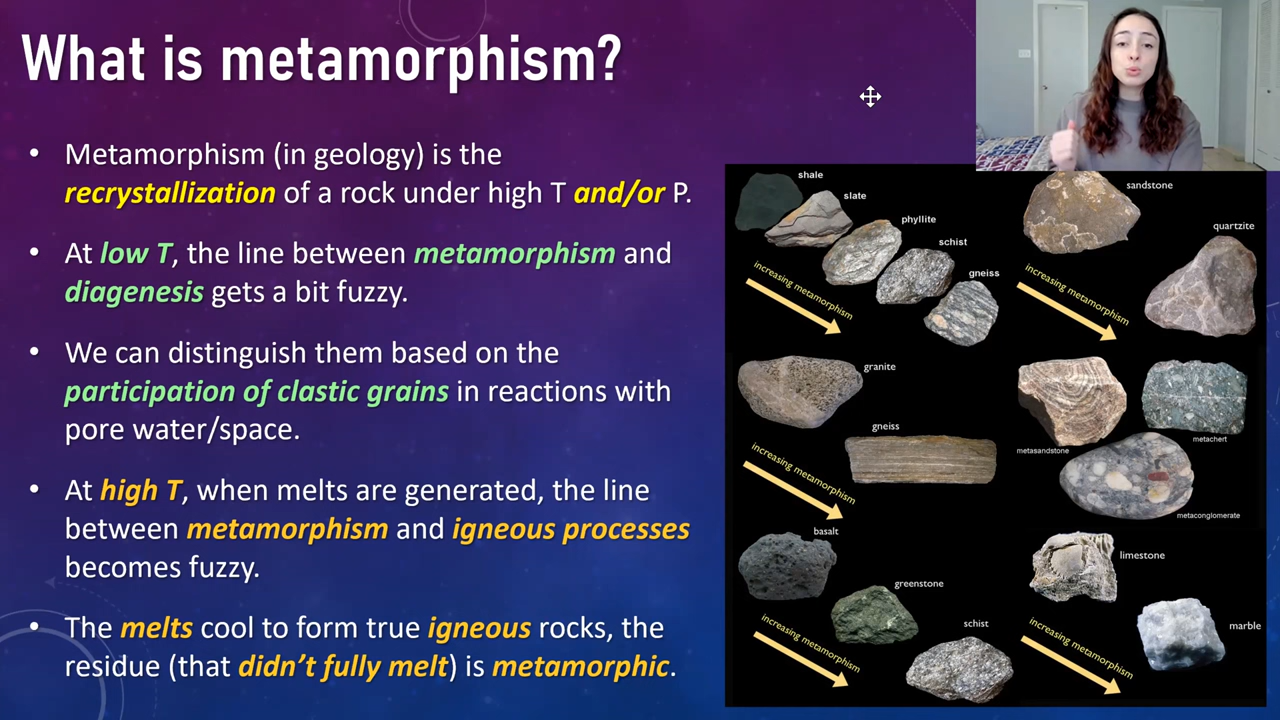 What is metamorphism?
• Metamorphism (in geology) is the
recrystallization of a rock under high T and/or P.
• At low T, the line between metamorphism and
diagenesis gets a bit fuzzy.
• We can distinguish them based on the
participation of clastic grains in reactions with
pore water/space.
• At high T, when melts are generated, the line
between metamorphism and igneous processes
becomes fuzzy.
• The melts cool to form true igneous rocks, the
residue (that didn't fully melt) is metamorphic.
shale
slate
phyllite
schist
gneiss
increasing metamorphism
sandstone
quartzite
increasing metamorphism
granite
gneiss
increasing metamorphism
metasandstone
metachert
metaconglomerate
basalt
greenstone
schist
increasing metamorphism
limestone
marble
increasing metamorphism